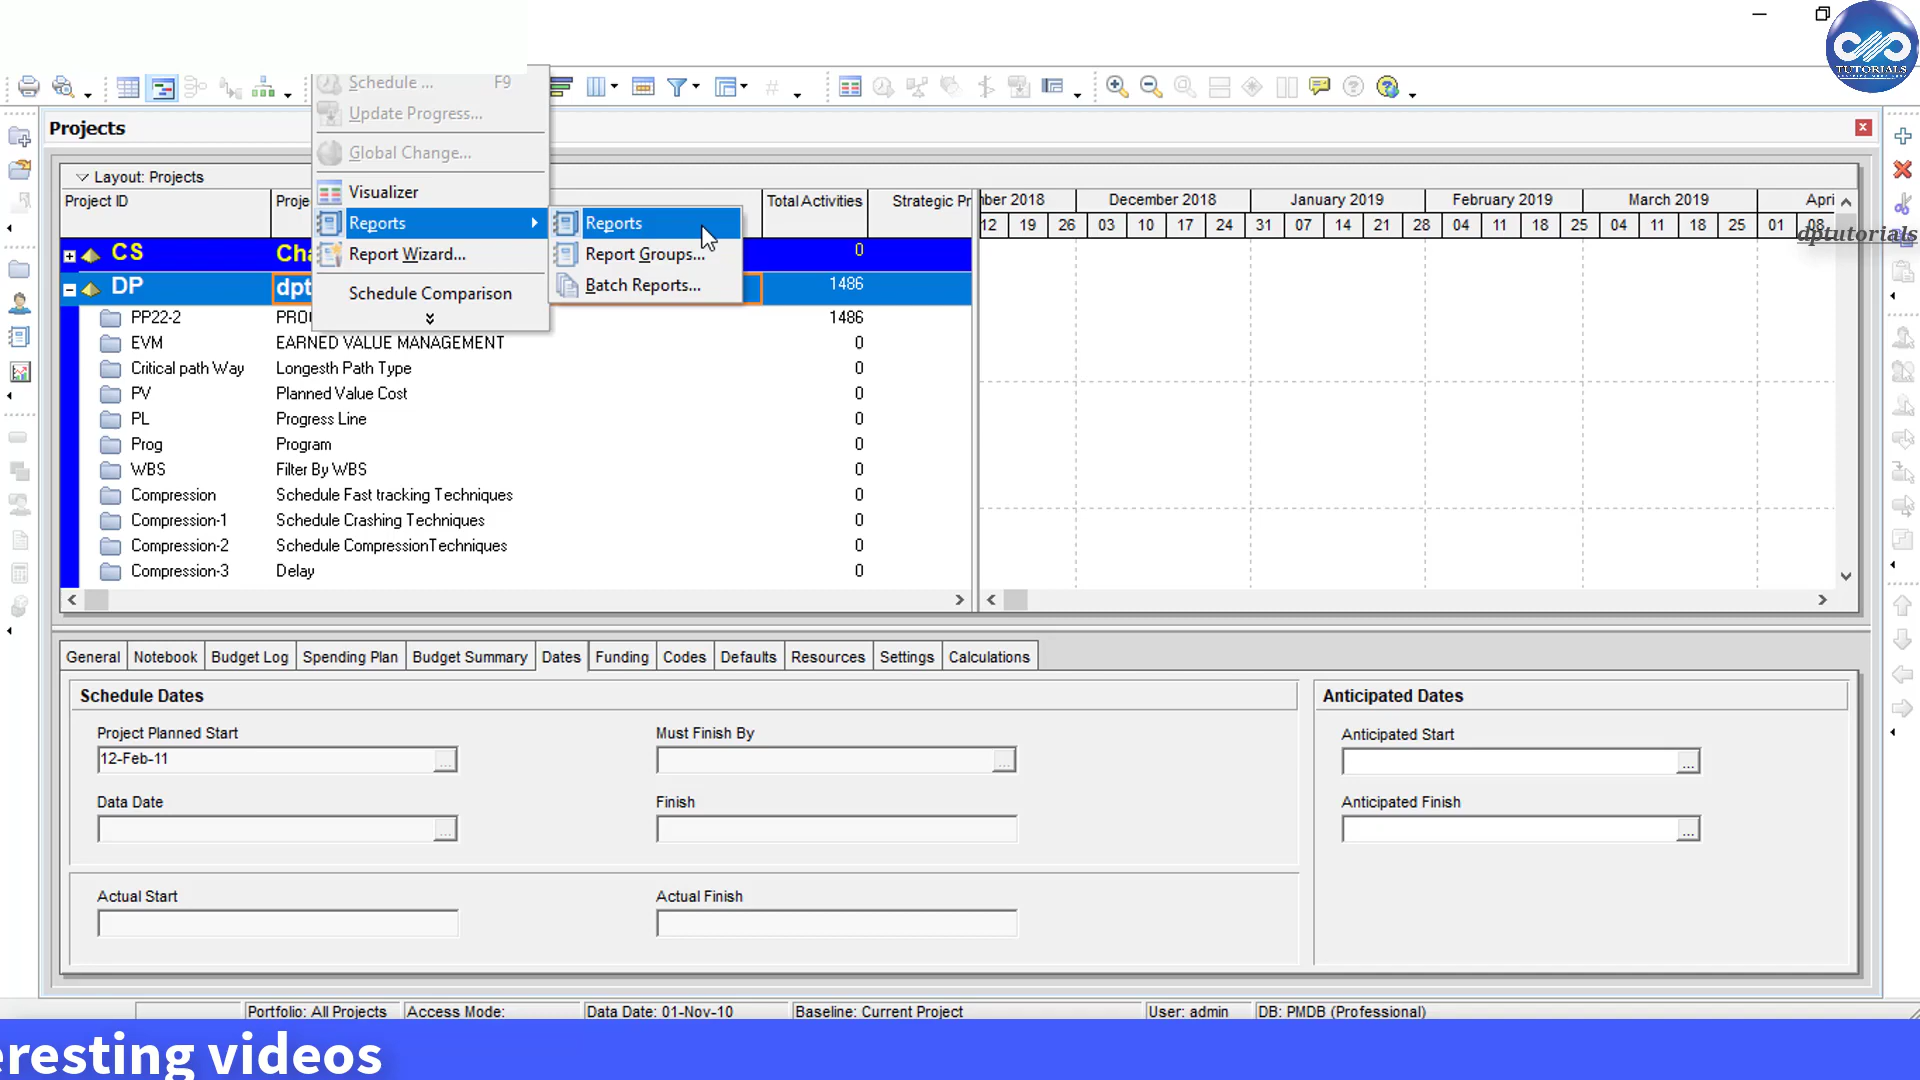 TUTORIALS
dptutorials
Schedule ... F9
Update Progress...
Global Change...
Visualizer
Reports
Report Wizard...
Schedule Comparison
Reports
Report Groups...
Batch Reports...
Projects
Layout: Projects
Project ID
Total Activities
Strategic Pr
nber 2018 December 2018 January 2019 February 2019 March 2019 Apri
12 19 26 03 10 17 24 31 07 14 21 28 04 11 18 25 04 11 18 25 01 08
CS 0
DP dpt 1486
PP22-2 1486
EVM EARNED VALUE MANAGEMENT 0
Critical path Way Longesth Path Type 0
PV Planned Value Cost 0
PL Progress Line 0
Prog Program 0
WBS Filter By WBS 0
Compression Schedule Fast tracking Techniques 0
Compression-1 Schedule Crashing Techniques 0
Compression-2 Schedule CompressionTechniques 0
Compression-3 Delay 0
General Notebook Budget Log Spending Plan Budget Summary Dates Funding Codes Defaults Resources Settings Calculations
Schedule Dates Anticipated Dates
Project Planned Start Must Finish By Anticipated Start
12-Feb-11
Data Date Finish Anticipated Finish
Actual Start Actual Finish
Portfolio: All Projects Access Mode: Data Date: 01-Nov-10 Baseline: Current Project User: admin DB: PMDB (Professional)
eresting videos